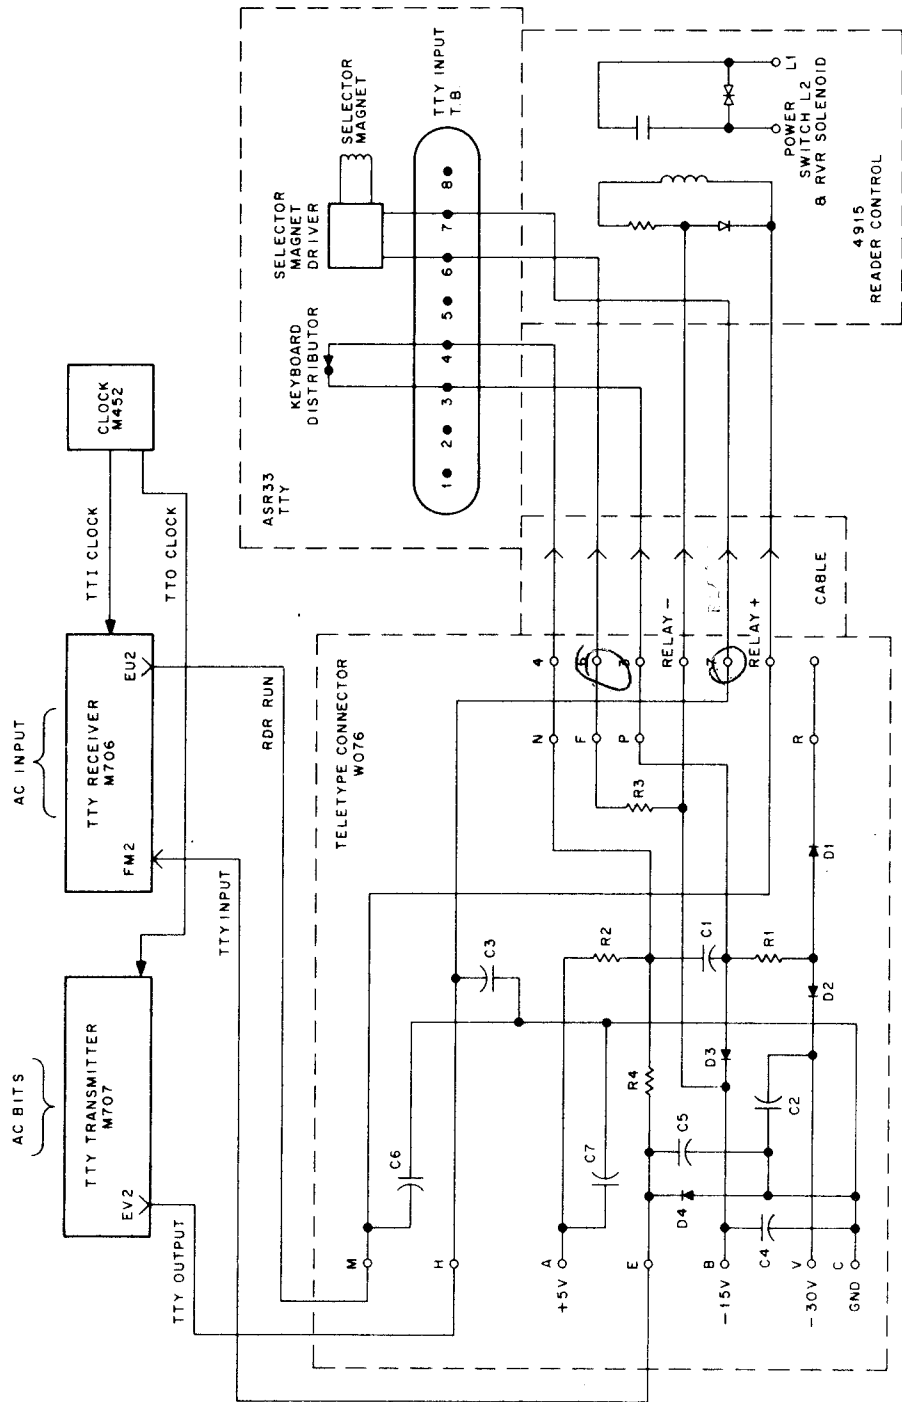 AC BITS
AC INPUT
TTY TRANSMITTER
M707
EV2
TTY RECEIVER
M706
FM2
EU2
CLOCK
M452
TTI CLOCK
TTO CLOCK
TTY OUTPUT
TTY INPUT
RDR RUN
TELETYPE CONNECTOR
W076
M
C6
H
C3
A
+5V
C7
R2
E
R4
C5
D4
C1
B
-15V
C4
D3
R1
V
-30V
C2
D2
D1
C
GND
N
F
P
R
R3
4
6
3
RELAY -
7
RELAY +
CABLE
ASR33
TTY
KEYBOARD
DISTRIBUTOR
SELECTOR
MAGNET
DRIVER
SELECTOR
MAGNET
1
2
3
4
5
6
7
8
TTY INPUT
T.B.
L1
POWER
SWITCH L2
& RVR SOLENOID
4915
READER CONTROL